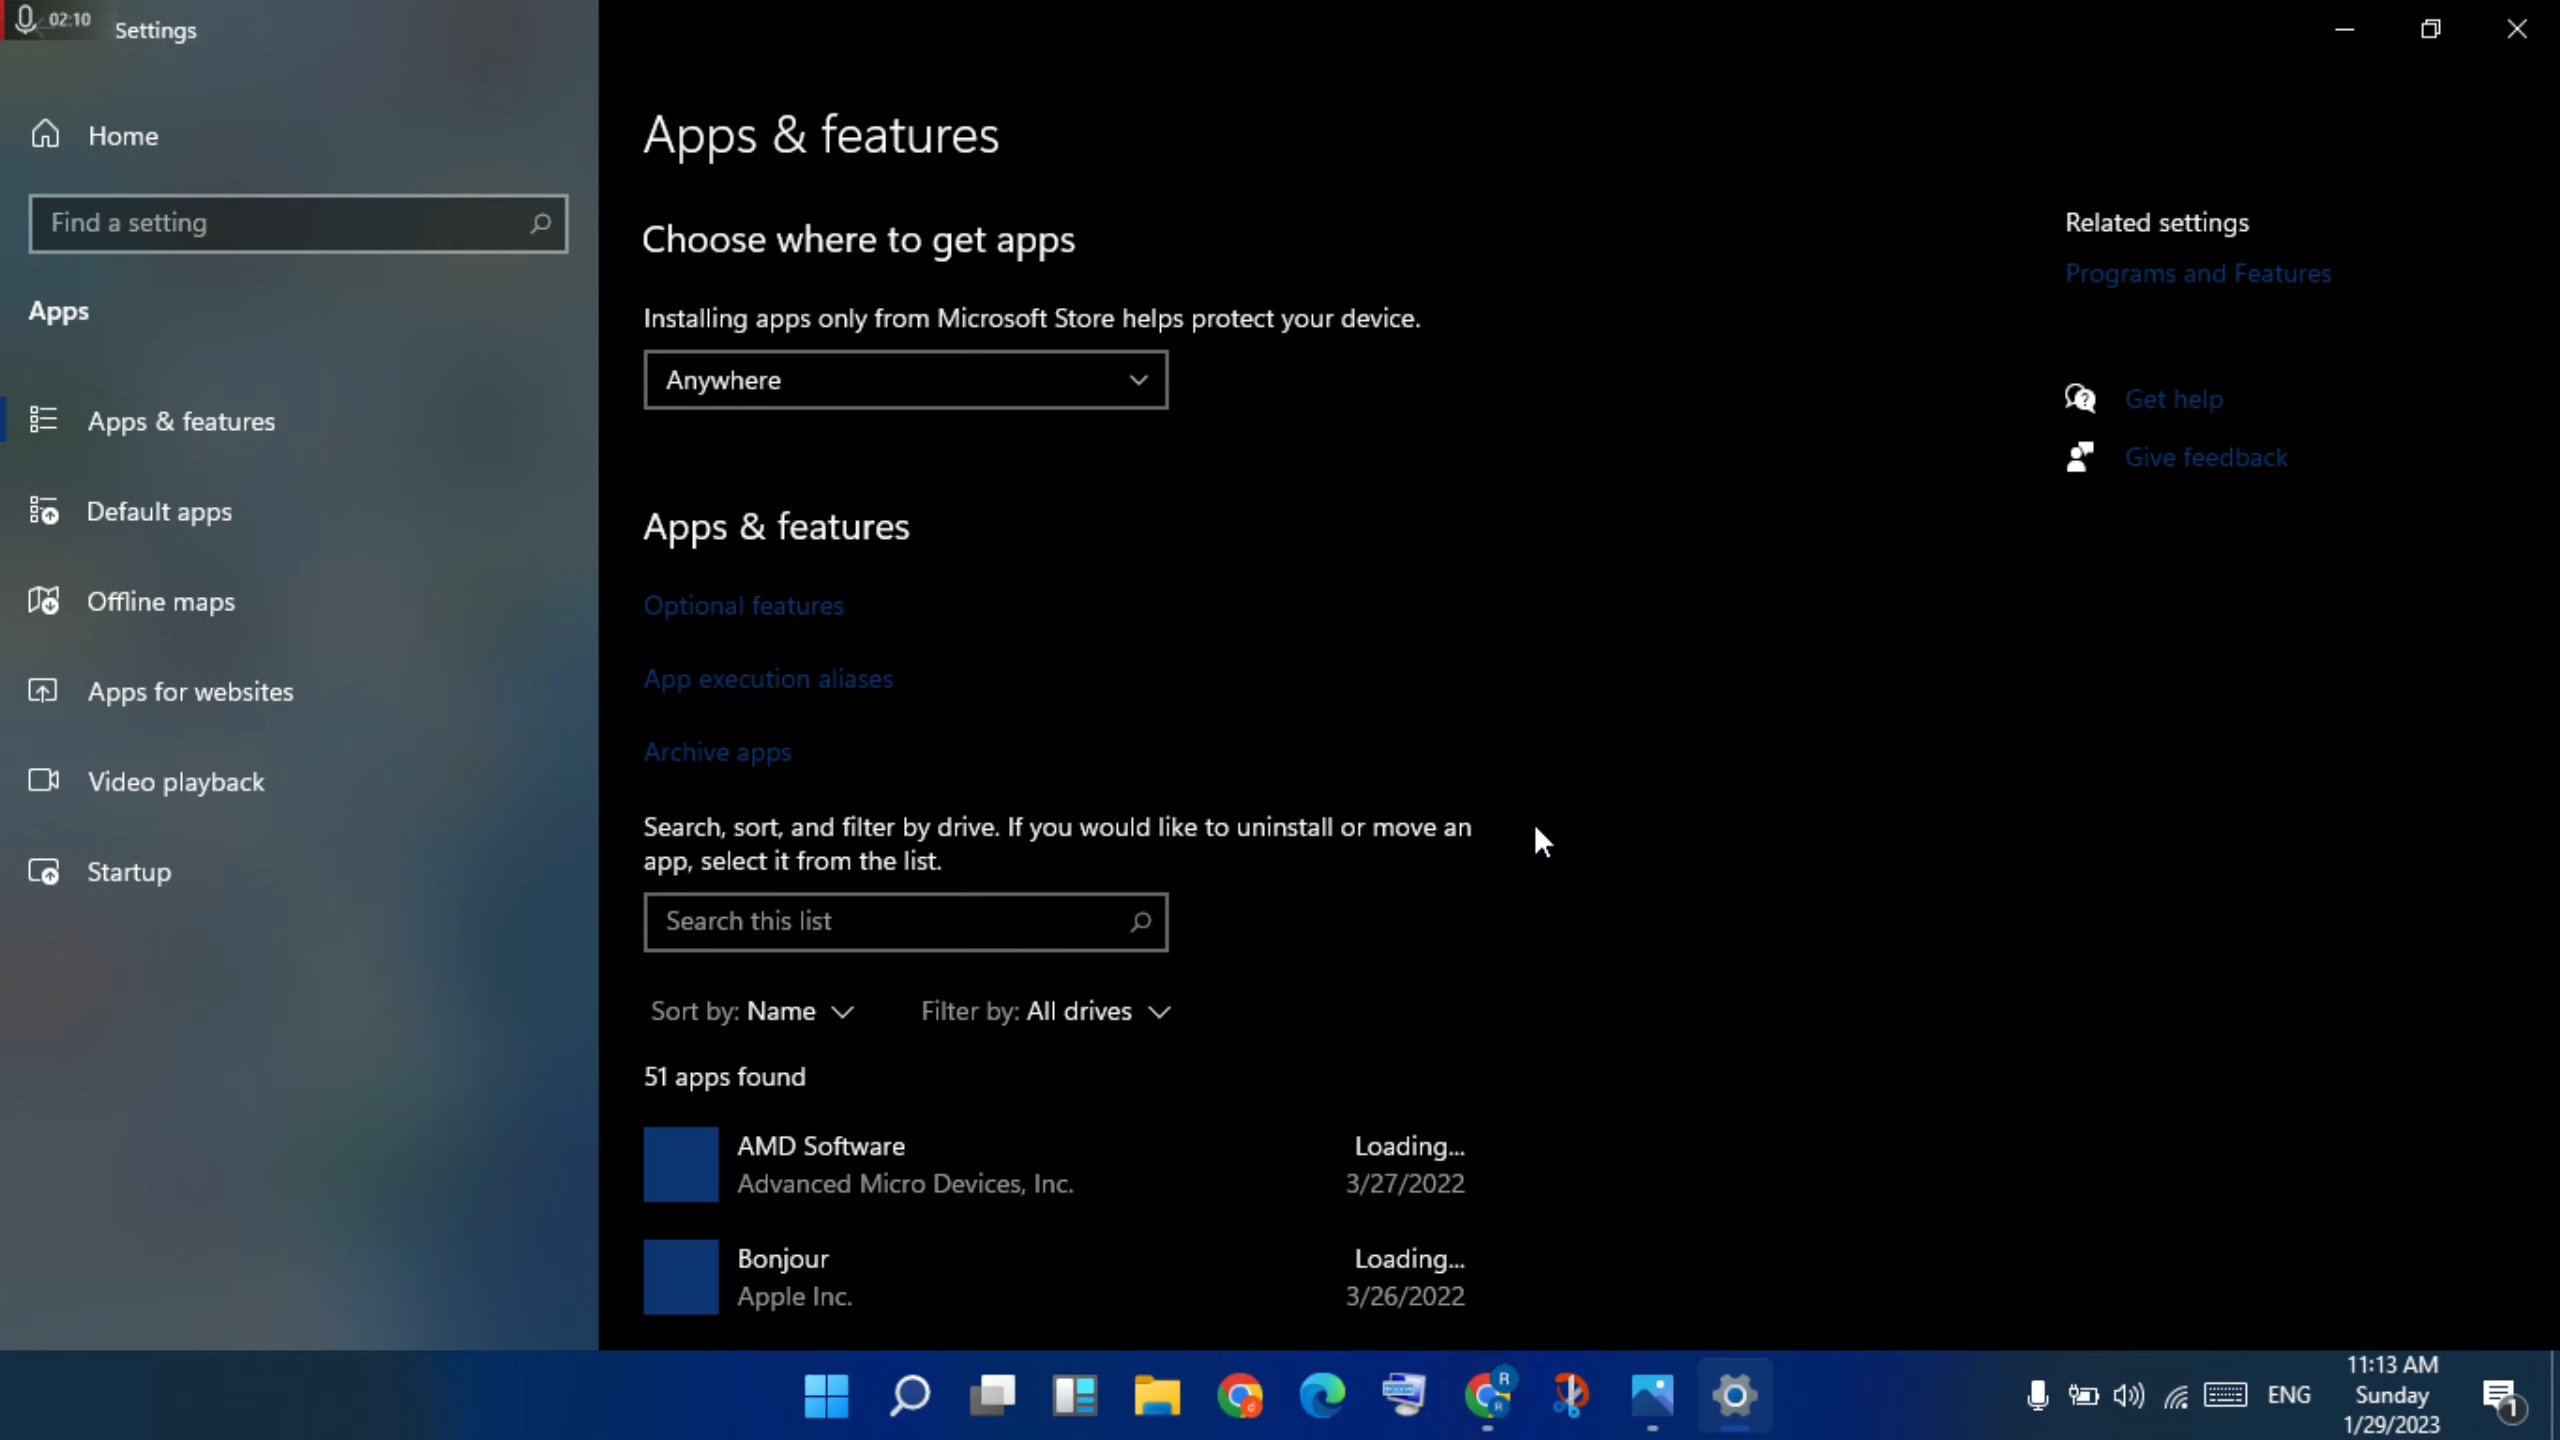 02:10
Settings
Home
Find a setting
Apps
Apps & features
Default apps
Offline maps
Apps for websites
Video playback
Startup
Apps & features
Choose where to get apps
Installing apps only from Microsoft Store helps protect your device.
Anywhere
Apps & features
Optional features
App execution aliases
Archive apps
Search, sort, and filter by drive. If you would like to uninstall or move an
app, select it from the list.
Search this list
Sort by: Name Filter by: All drives
51 apps found
AMD Software Loading...
Advanced Micro Devices, Inc. 3/27/2022
Bonjour Loading...
Apple Inc. 3/26/2022
Related settings
Programs and Features
Get help
Give feedback
R
R
d
ENG
11:13 AM
Sunday
1/29/2023
1